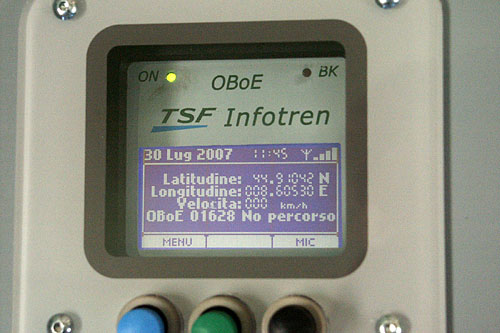 ON OBoE BK
TSF Infotren
30 Lug 2007 11:45
Latitudine: 44.91042 N
Longitudine: 008.60530 E
Velocita: 000 km/h
OBoE 01628 No percorso
MENU MIC